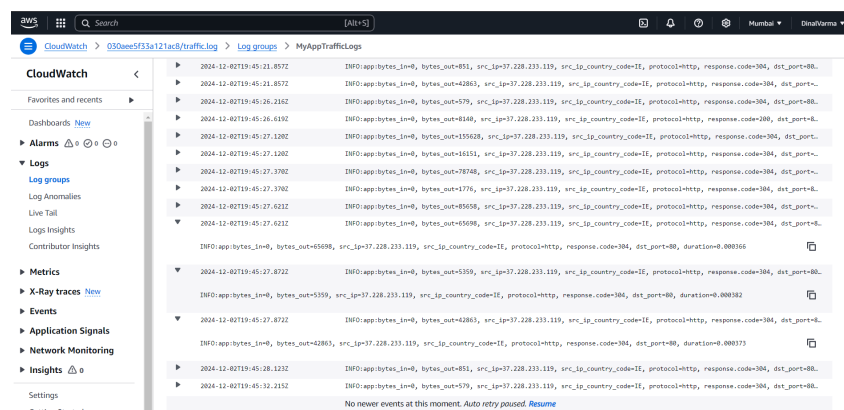 aws Search [Alt+S] Mumbai ▼ DinalVarma ▼
CloudWatch > 030aee5f33a121ac8/traffic.log > Log groups > MyAppTrafficLogs
CloudWatch
Favorites and recents
Dashboards New
Alarms 0 0 0
Logs
Log groups
Log Anomalies
Live Tail
Logs Insights
Contributor Insights
Metrics
X-Ray traces New
Events
Application Signals
Network Monitoring
Insights 0
Settings
2024-12-02T19:45:21.857Z INFO:app:bytes_in=0, bytes_out=851, src_ip=37.228.233.119, src_ip_country_code=IE, protocol=http, response.code=304, dst_port=80…
2024-12-02T19:45:21.857Z INFO:app:bytes_in=0, bytes_out=42863, src_ip=37.228.233.119, src_ip_country_code=IE, protocol=http, response.code=304, dst_port=…
2024-12-02T19:45:26.216Z INFO:app:bytes_in=0, bytes_out=579, src_ip=37.228.233.119, src_ip_country_code=IE, protocol=http, response.code=304, dst_port=80…
2024-12-02T19:45:26.619Z INFO:app:bytes_in=0, bytes_out=8140, src_ip=37.228.233.119, src_ip_country_code=IE, protocol=http, response.code=200, dst_port=8…
2024-12-02T19:45:27.120Z INFO:app:bytes_in=0, bytes_out=155628, src_ip=37.228.233.119, src_ip_country_code=IE, protocol=http, response.code=304, dst_port…
2024-12-02T19:45:27.120Z INFO:app:bytes_in=0, bytes_out=16151, src_ip=37.228.233.119, src_ip_country_code=IE, protocol=http, response.code=304, dst_port=…
2024-12-02T19:45:27.370Z INFO:app:bytes_in=0, bytes_out=78748, src_ip=37.228.233.119, src_ip_country_code=IE, protocol=http, response.code=304, dst_port=…
2024-12-02T19:45:27.370Z INFO:app:bytes_in=0, bytes_out=1776, src_ip=37.228.233.119, src_ip_country_code=IE, protocol=http, response.code=304, dst_port=8…
2024-12-02T19:45:27.621Z INFO:app:bytes_in=0, bytes_out=85658, src_ip=37.228.233.119, src_ip_country_code=IE, protocol=http, response.code=304, dst_port=…
2024-12-02T19:45:27.621Z INFO:app:bytes_in=0, bytes_out=65698, src_ip=37.228.233.119, src_ip_country_code=IE, protocol=http, response.code=304, dst_port=8…
INFO:app:bytes_in=0, bytes_out=65698, src_ip=37.228.233.119, src_ip_country_code=IE, protocol=http, response.code=304, dst_port=80, duration=0.000366
2024-12-02T19:45:27.872Z INFO:app:bytes_in=0, bytes_out=5359, src_ip=37.228.233.119, src_ip_country_code=IE, protocol=http, response.code=304, dst_port=80…
INFO:app:bytes_in=0, bytes_out=5359, src_ip=37.228.233.119, src_ip_country_code=IE, protocol=http, response.code=304, dst_port=80, duration=0.000382
2024-12-02T19:45:27.872Z INFO:app:bytes_in=0, bytes_out=42863, src_ip=37.228.233.119, src_ip_country_code=IE, protocol=http, response.code=304, dst_port=8…
INFO:app:bytes_in=0, bytes_out=42863, src_ip=37.228.233.119, src_ip_country_code=IE, protocol=http, response.code=304, dst_port=80, duration=0.000373
2024-12-02T19:45:28.123Z INFO:app:bytes_in=0, bytes_out=851, src_ip=37.228.233.119, src_ip_country_code=IE, protocol=http, response.code=304, dst_port=80…
2024-12-02T19:45:32.215Z INFO:app:bytes_in=0, bytes_out=579, src_ip=37.228.233.119, src_ip_country_code=IE, protocol=http, response.code=304, dst_port=80…
No newer events at this moment. Auto retry paused. Resume